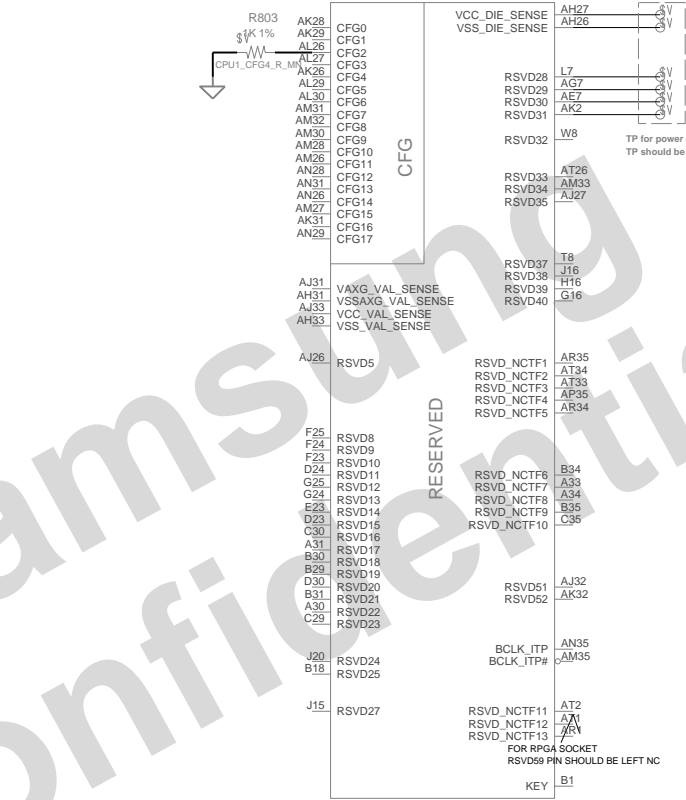 R803
$V
1K 1%
CPU1_CFG4_R_MN
AK28 CFG0
AK29 CFG1
AL26 CFG2
AL27 CFG3
AK26 CFG4
AL29 CFG5
AL30 CFG6
AM31 CFG7
AM32 CFG8
AM30 CFG9
AM28 CFG10
AM26 CFG11
AN28 CFG12
AN31 CFG13
AN26 CFG14
AM27 CFG15
AK31 CFG16
AN29 CFG17
CFG
AJ31 VAXG_VAL_SENSE
AH31 VSSAXG_VAL_SENSE
AJ33 VCC_VAL_SENSE
AH33 VSS_VAL_SENSE
AJ26 RSVD5
F25 RSVD8
F24 RSVD9
F23 RSVD10
D24 RSVD11
G25 RSVD12
G24 RSVD13
E23 RSVD14
D23 RSVD15
C30 RSVD16
A31 RSVD17
B30 RSVD18
B29 RSVD19
D30 RSVD20
B31 RSVD21
A30 RSVD22
C29 RSVD23
J20 RSVD24
B18 RSVD25
J15 RSVD27
RESERVED
VCC_DIE_SENSE AH27 $V
VSS_DIE_SENSE AH26 $V
RSVD28 L7 $V
RSVD29 AG7 $V
RSVD30 AE7 $V
RSVD31 AK2 $V
RSVD32 W8
TP for power
TP should be
RSVD33 AT26
RSVD34 AM33
RSVD35 AJ27
RSVD37 T8
RSVD38 J16
RSVD39 H16
RSVD40 G16
RSVD_NCTF1 AR35
RSVD_NCTF2 AT34
RSVD_NCTF3 AT33
RSVD_NCTF4 AP35
RSVD_NCTF5 AR34
RSVD_NCTF6 B34
RSVD_NCTF7 A33
RSVD_NCTF8 A34
RSVD_NCTF9 B35
RSVD_NCTF10 C35
RSVD51 AJ32
RSVD52 AK32
BCLK_ITP AN35
BCLK_ITP# AM35
RSVD_NCTF11 AT2
RSVD_NCTF12 AT1
RSVD_NCTF13 AR1
FOR RPGA SOCKET
RSVD59 PIN SHOULD BE LEFT NC
KEY B1
amsung
onfidenti